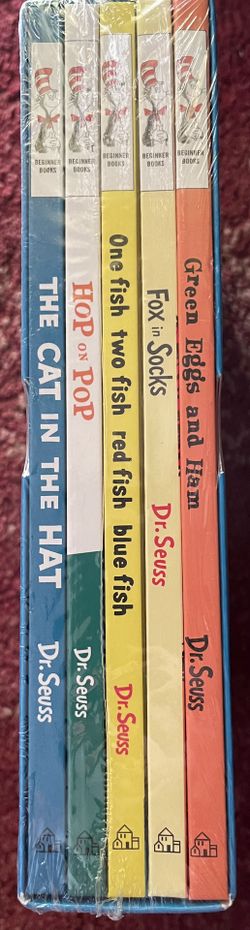 BEGINNER
BOOKS
THE CAT IN THE HAT
Dr. Seuss
BEGINNER
BOOKS
HOP ON POP
Dr. Seuss
BEGINNER
BOOKS
One fish two fish red fish blue fish
Dr. Seuss
BEGINNER
BOOKS
Fox in Socks
Dr. Seuss
BEGINNER
BOOKS
Green Eggs and Ham
Dr. Seuss